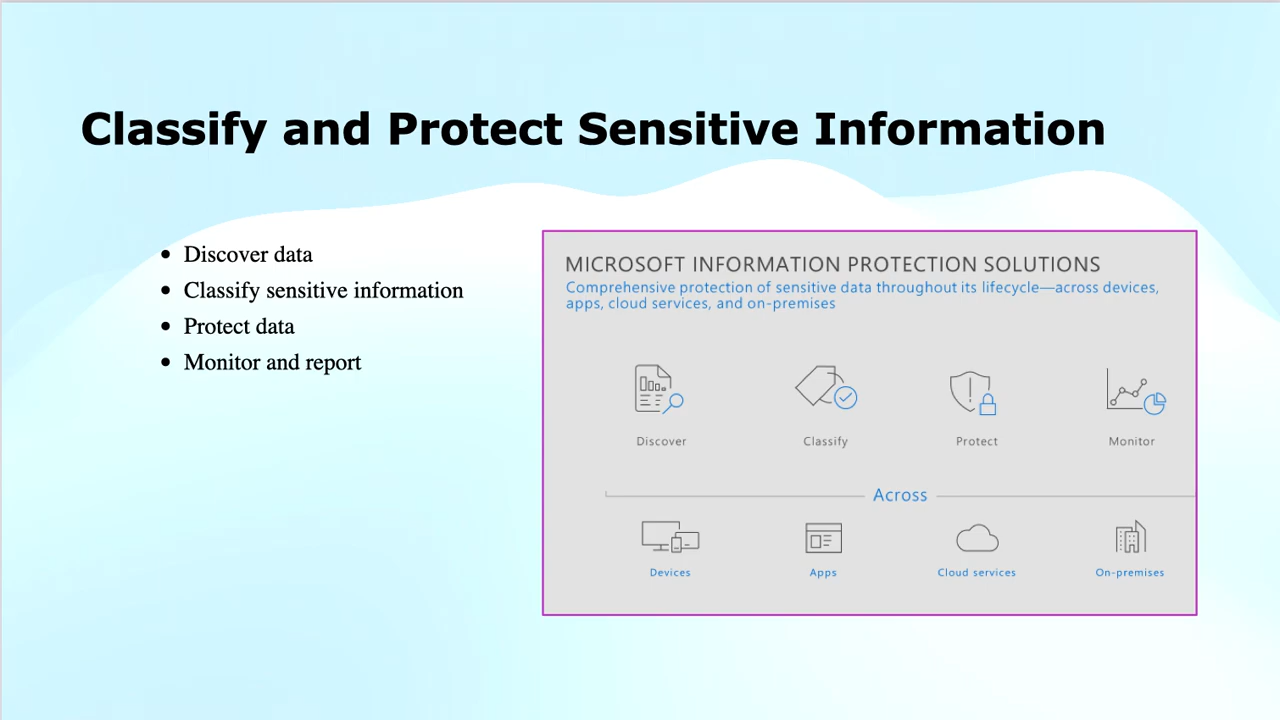 Classify and Protect Sensitive Information
• Discover data
• Classify sensitive information
• Protect data
• Monitor and report
MICROSOFT INFORMATION PROTECTION SOLUTIONS
Comprehensive protection of sensitive data throughout its lifecycle—across devices,
apps, cloud services, and on-premises
Discover Classify Protect Monitor
Across
Devices Apps Cloud services On-premises